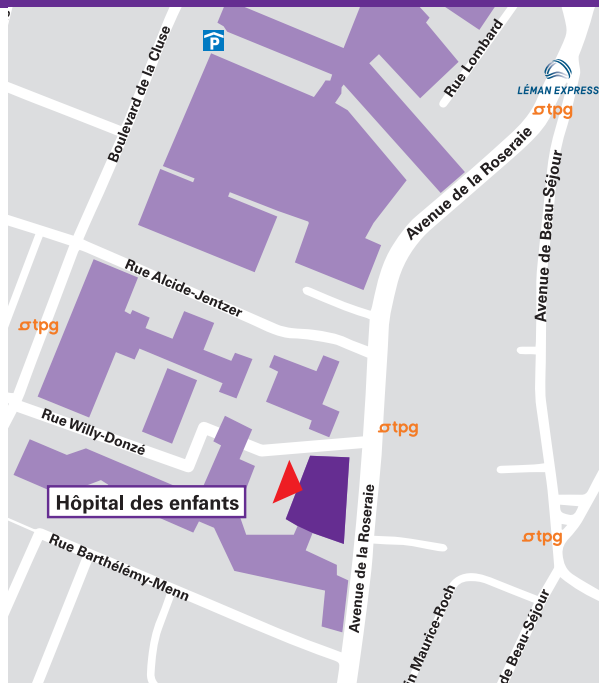 P
Boulevard de la Cluse
Rue Lombard
LÉMAN EXPRESS
tpg
Avenue de la Roseraie
Avenue de Beau-Séjour
Rue Alcide-Jentzer
tpg
Rue Willy-Donzé
tpg
Hôpital des enfants
Avenue de la Roseraie
tpg
Rue Barthélémy-Menn
in Maurice-Roch
de Beau-Séjour